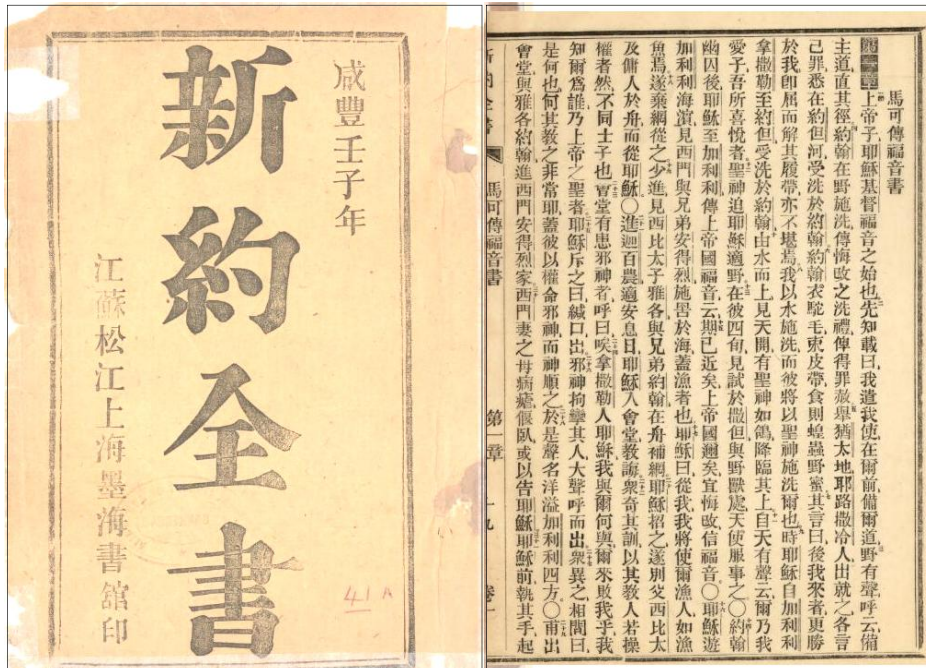 咸豐壬子年
新約全書
江蘇松江上海墨海書館印
41 A
馬可傳福音書
第一章上帝子耶穌基督福音之始也先知載曰我遣我使在爾前備爾道野有聲呼云備
主道直其徑約翰在野施洗傳悔改之洗禮俾得罪赦舉猶太地耶路撒冷人出就之各言
己罪悉在約但河受洗於約翰約翰衣駝毛束皮帶食則蝗蟲野蜜其言曰後我來者更勝
於我卽屈而解其履帶亦不堪焉我以水施洗而彼將以聖神施洗爾也時耶穌自加利利
拿撒勒至約但受洗於約翰由水而上見天開有聖神如鴿降臨其上自天有聲云爾乃我
愛子吾所喜悅者聖神迫耶穌適野在彼四旬見試於撒但與野獸處天使服事之○約翰
幽囚後耶穌至加利利傳上帝國福音云期已近矣上帝國邇矣宜悔改信福音○耶穌遊
加利利海濱見西門與兄弟安得烈施罟於海蓋漁者也耶穌曰從我我將使爾漁人如漁
魚焉遂棄網從之少進見西比太子雅各與兄弟約翰在舟補網耶穌招之遂別父西比太
及傭人於舟而從耶穌○進迦百農適安息日耶穌入會堂教誨衆奇其訓以其教人若操
權者然不同士子也會堂有患邪神者呼曰唉拿撒勒人耶穌我與爾何與爾來敗我乎我
知爾爲誰乃上帝之聖者耶穌斥之曰緘口出邪神拘攣其人大聲呼而出衆異之相問曰
是何也何其教之非常耶蓋彼以權命邪神而神順之於是聲名洋溢加利利四方○甫出
會堂與雅各約翰進西門安得烈家西門妻之母病瘧偃臥或以告耶穌耶穌前執其手起
新約全書 馬可傳福音書 第一章 十九